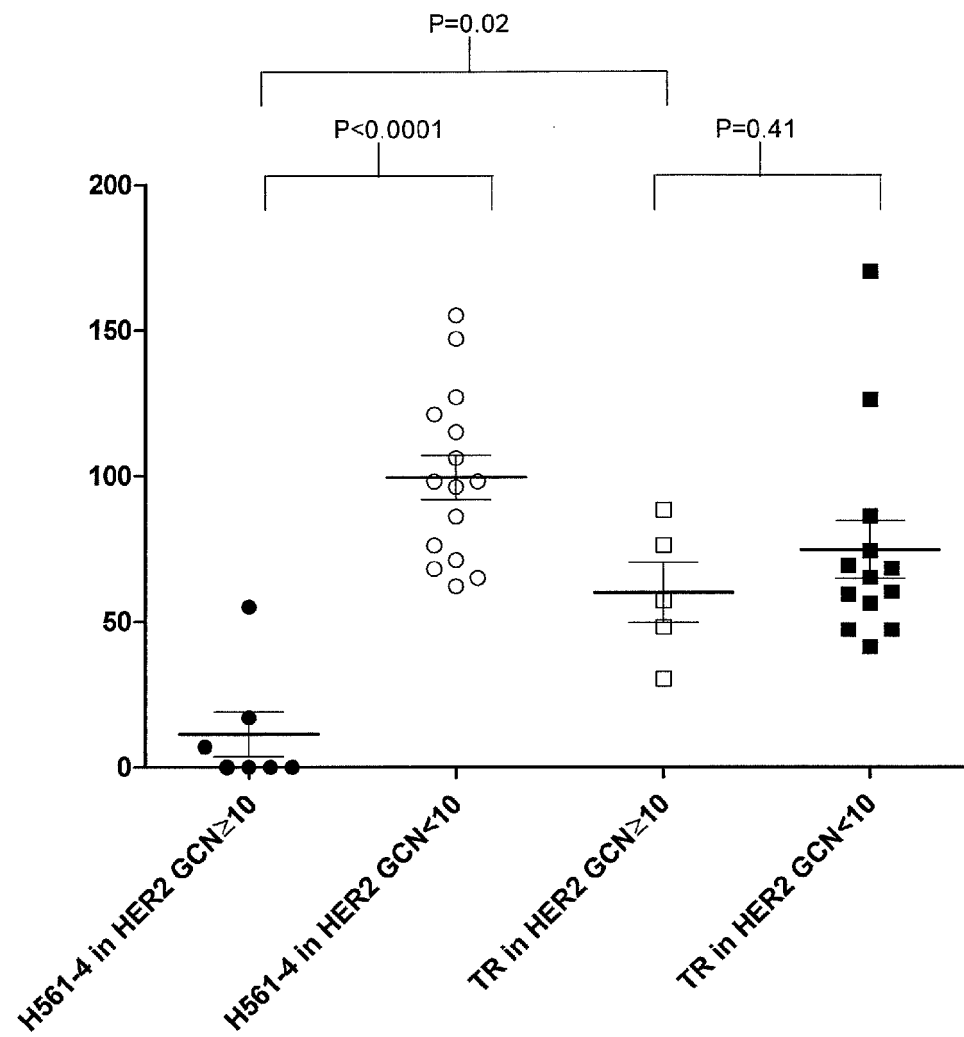 P=0.02
P<0.0001
P=0.41
200
150
100
50
0
H561-4 in HER2 GCN≥10
H561-4 in HER2 GCN<10
TR in HER2 GCN≥10
TR in HER2 GCN<10